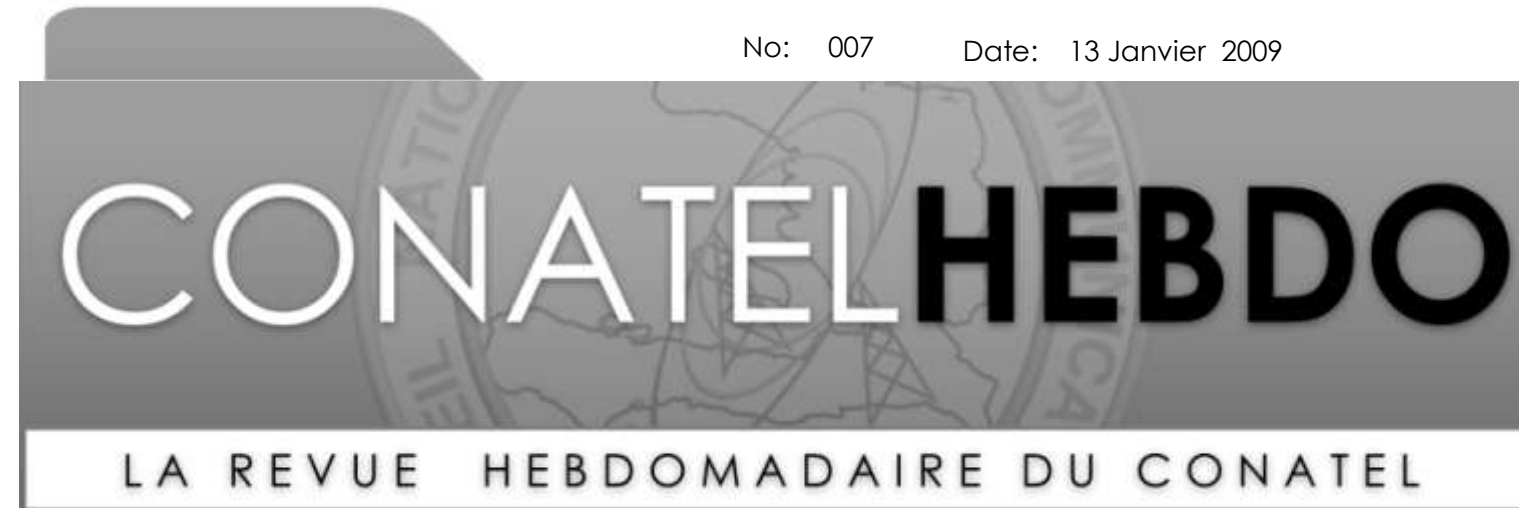 No: 007 Date: 13 Janvier 2009
CONATELHEBDO
LA REVUE HEBDOMADAIRE DU CONATEL